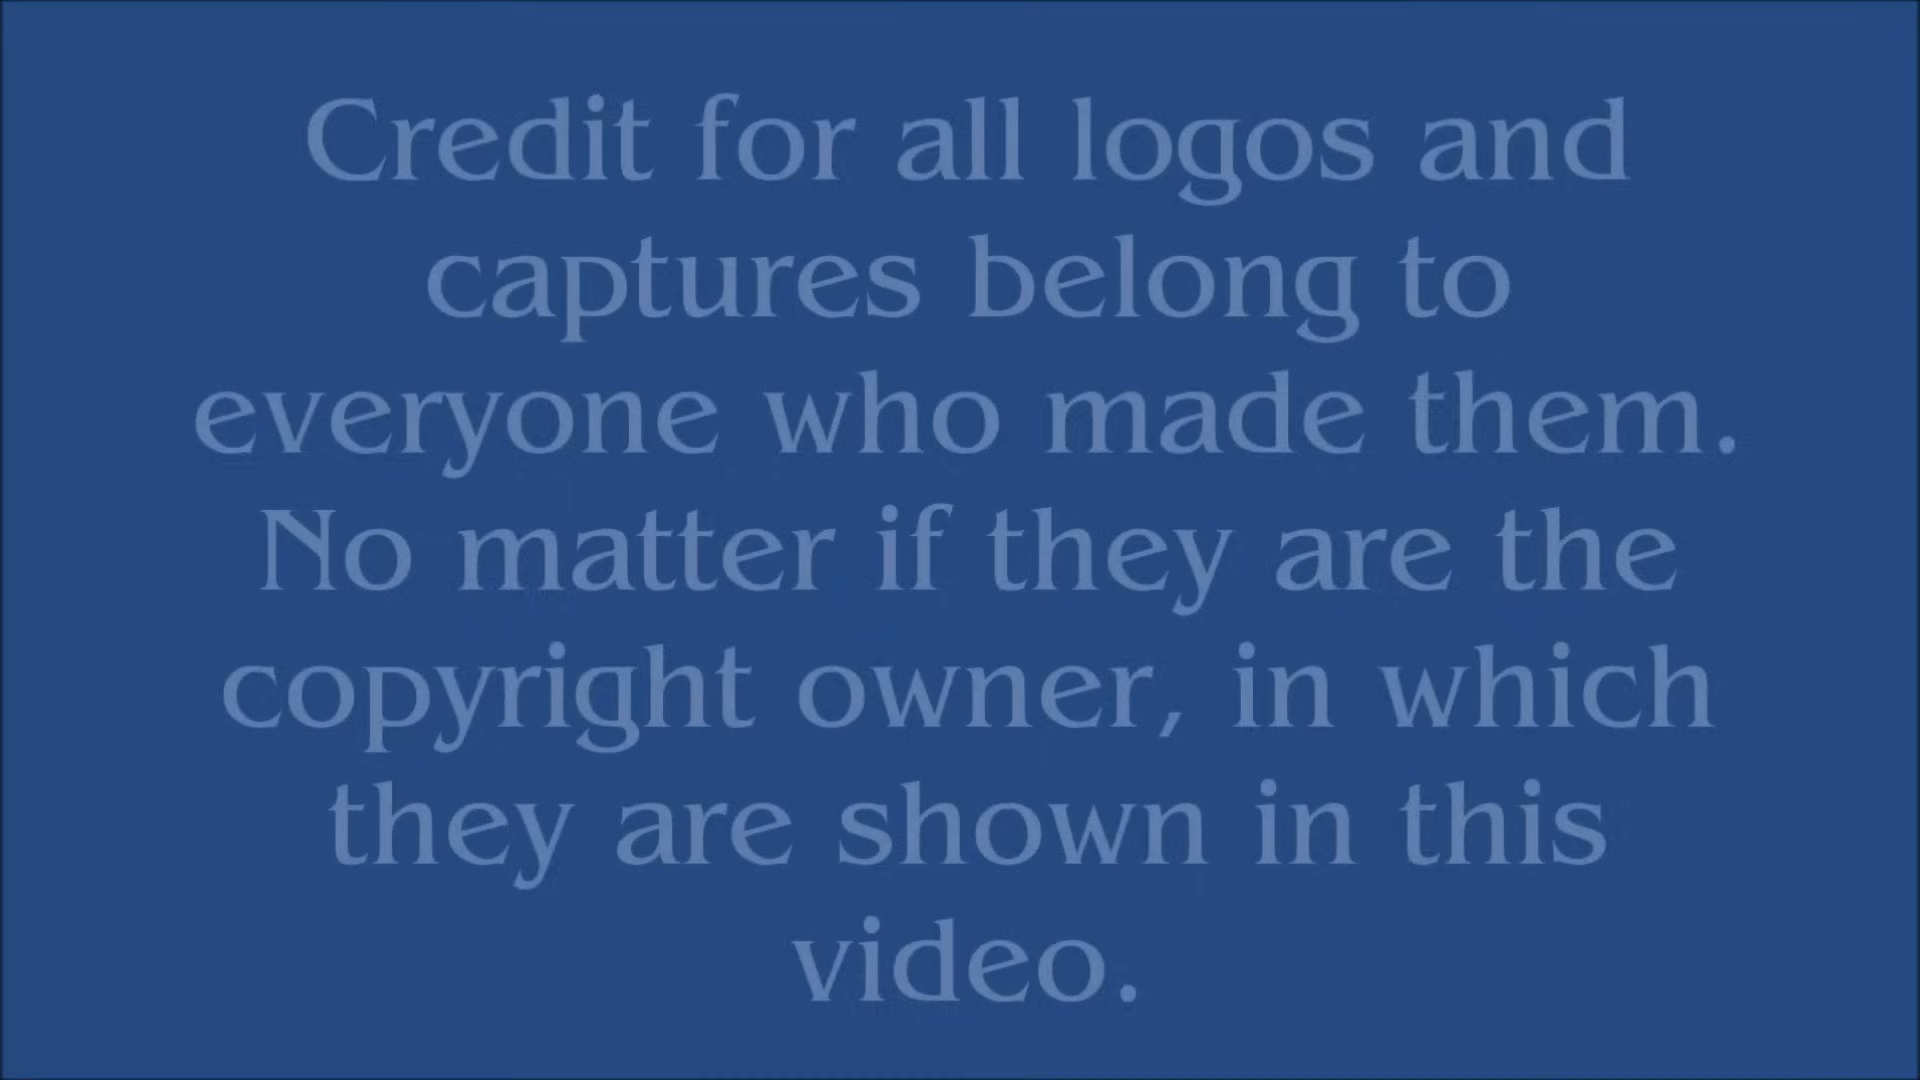 Credit for all logos and
captures belong to
everyone who made them.
No matter if they are the
copyright owner, in which
they are shown in this
video.